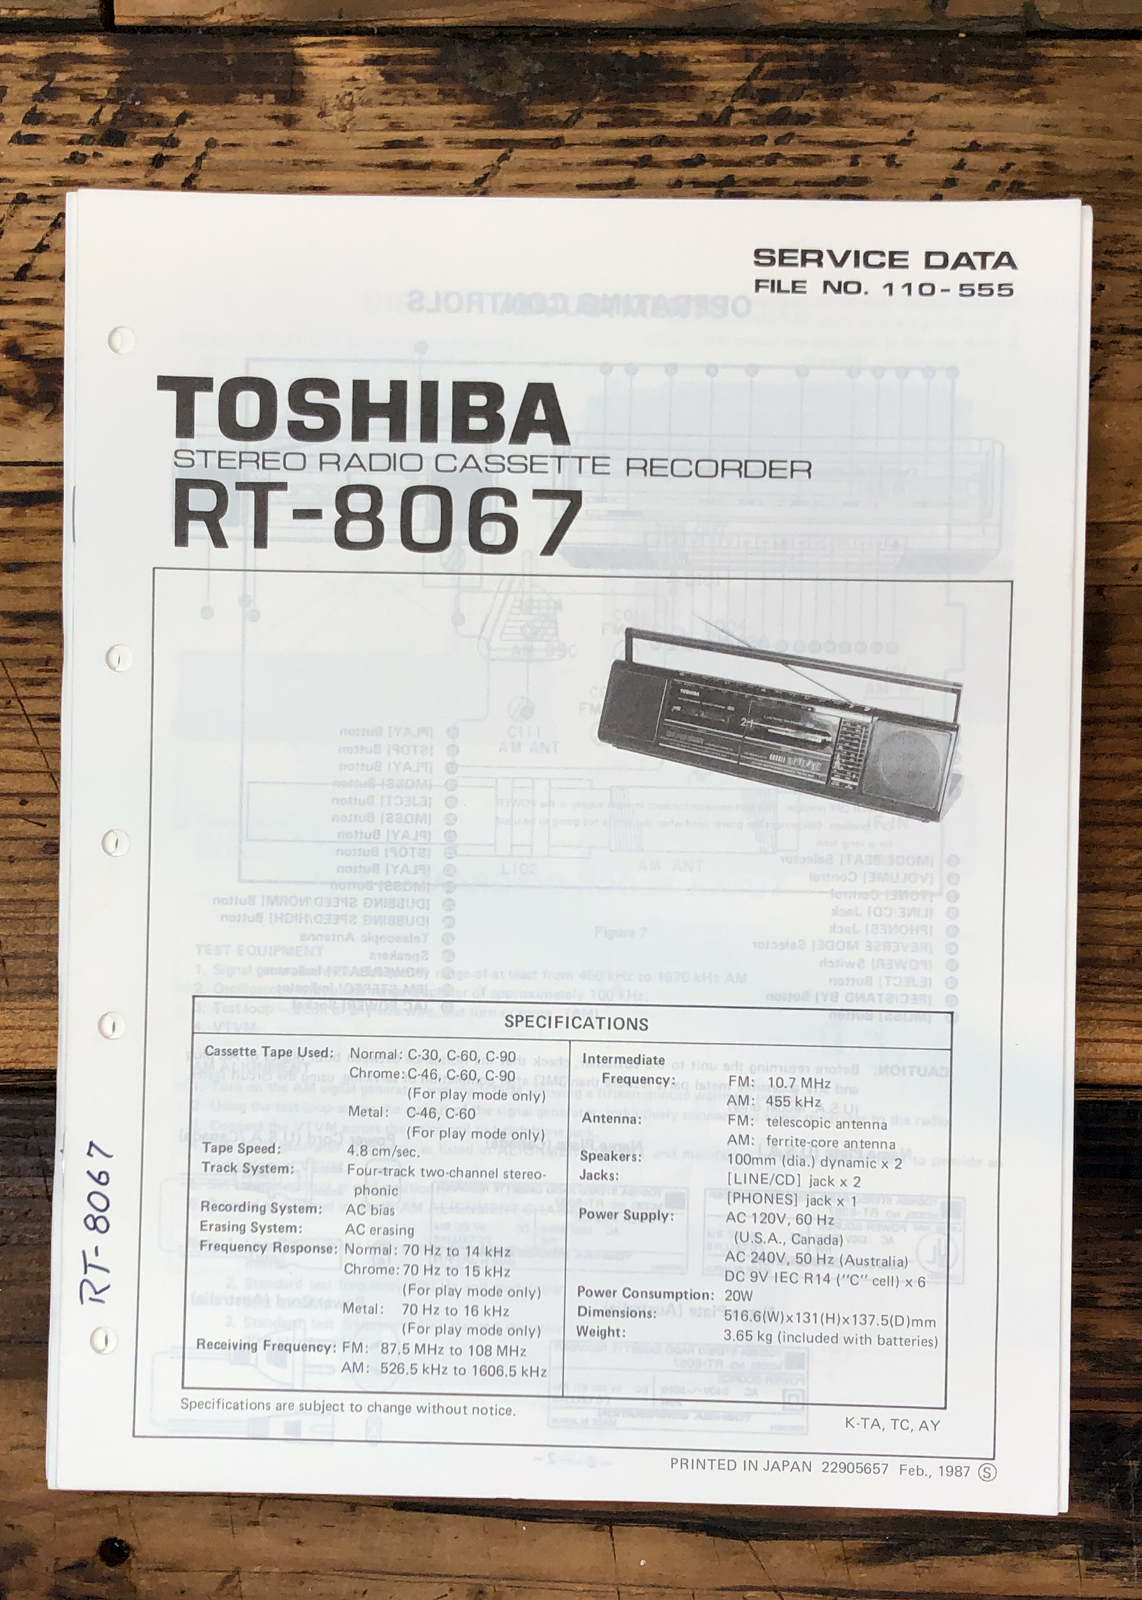 SERVICE DATA
FILE NO. 110-555
TOSHIBA
STEREO RADIO CASSETTE RECORDER
RT-8067
TOSHIBA
SPECIFICATIONS
Cassette Tape Used: Normal: C-30, C-60, C-90
Chrome: C-46, C-60, C-90
(For play mode only)
Metal: C-46, C-60
(For play mode only)
Tape Speed: 4.8 cm/sec.
Track System: Four-track two-channel stereo-
phonic
Recording System: AC bias
Erasing System: AC erasing
Frequency Response: Normal: 70 Hz to 14 kHz
Chrome: 70 Hz to 15 kHz
(For play mode only)
Metal: 70 Hz to 16 kHz
(For play mode only)
Receiving Frequency: FM: 87.5 MHz to 108 MHz
AM: 526.5 kHz to 1606.5 kHz
Intermediate
Frequency: FM: 10.7 MHz
AM: 455 kHz
Antenna: FM: telescopic antenna
AM: ferrite-core antenna
Speakers: 100mm (dia.) dynamic x 2
Jacks: [LINE/CD] jack x 2
[PHONES] jack x 1
Power Supply: AC 120V, 60 Hz
(U.S.A., Canada)
AC 240V, 50 Hz (Australia)
DC 9V IEC R14 ("C" cell) x 6
Power Consumption: 20W
Dimensions: 516.6(W)x131(H)x137.5(D)mm
Weight: 3.65 kg (included with batteries)
Specifications are subject to change without notice.
K-TA, TC, AY
PRINTED IN JAPAN 22905657 Feb., 1987 Ⓢ
RT-8067